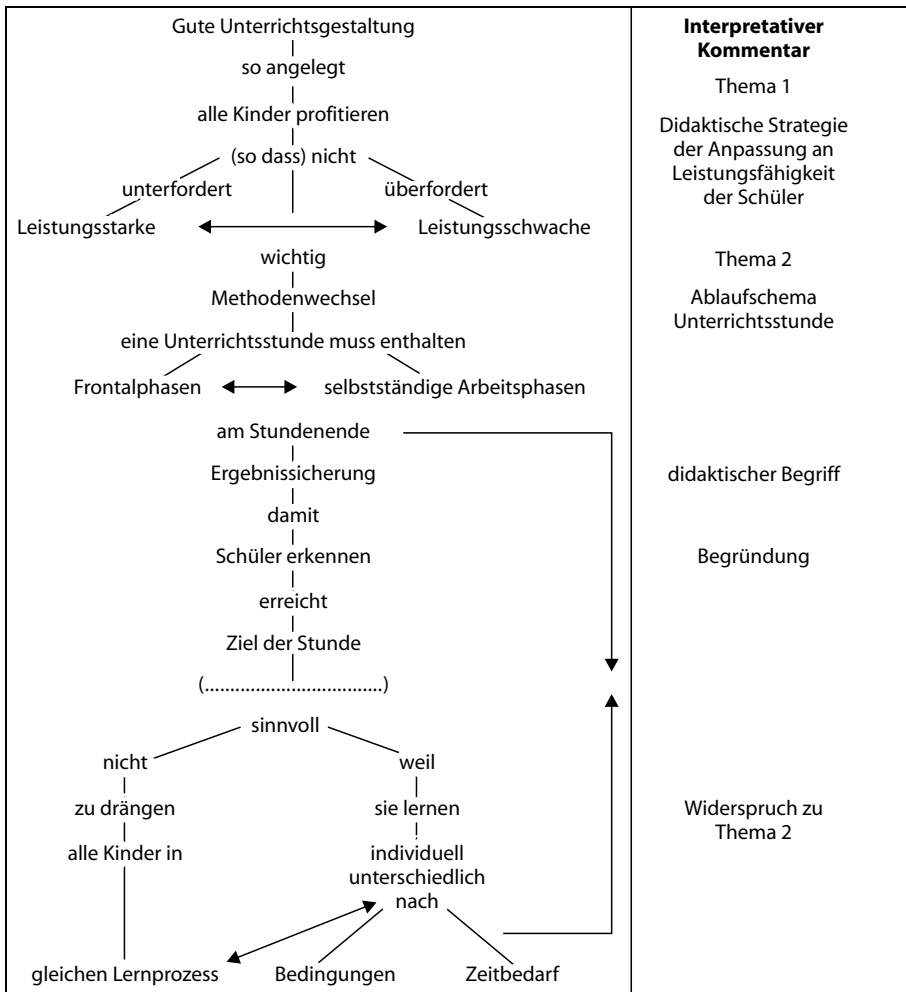 Gute Unterrichtsgestaltung
so angelegt
alle Kinder profitieren
(so dass) nicht
unterfordert überfordert
Leistungsstarke Leistungsschwache
wichtig
Methodenwechsel
eine Unterrichtsstunde muss enthalten
Frontalphasen selbstständige Arbeitsphasen
am Stundenende
Ergebnissicherung
damit
Schüler erkennen
erreicht
Ziel der Stunde
(...................................)
sinnvoll
nicht weil
zu drängen sie lernen
alle Kinder in individuell
unterschiedlich
nach
gleichen Lernprozess Bedingungen Zeitbedarf
Interpretativer
Kommentar
Thema 1
Didaktische Strategie
der Anpassung an
Leistungsfähigkeit
der Schüler
Thema 2
Ablaufschema
Unterrichtsstunde
didaktischer Begriff
Begründung
Widerspruch zu
Thema 2